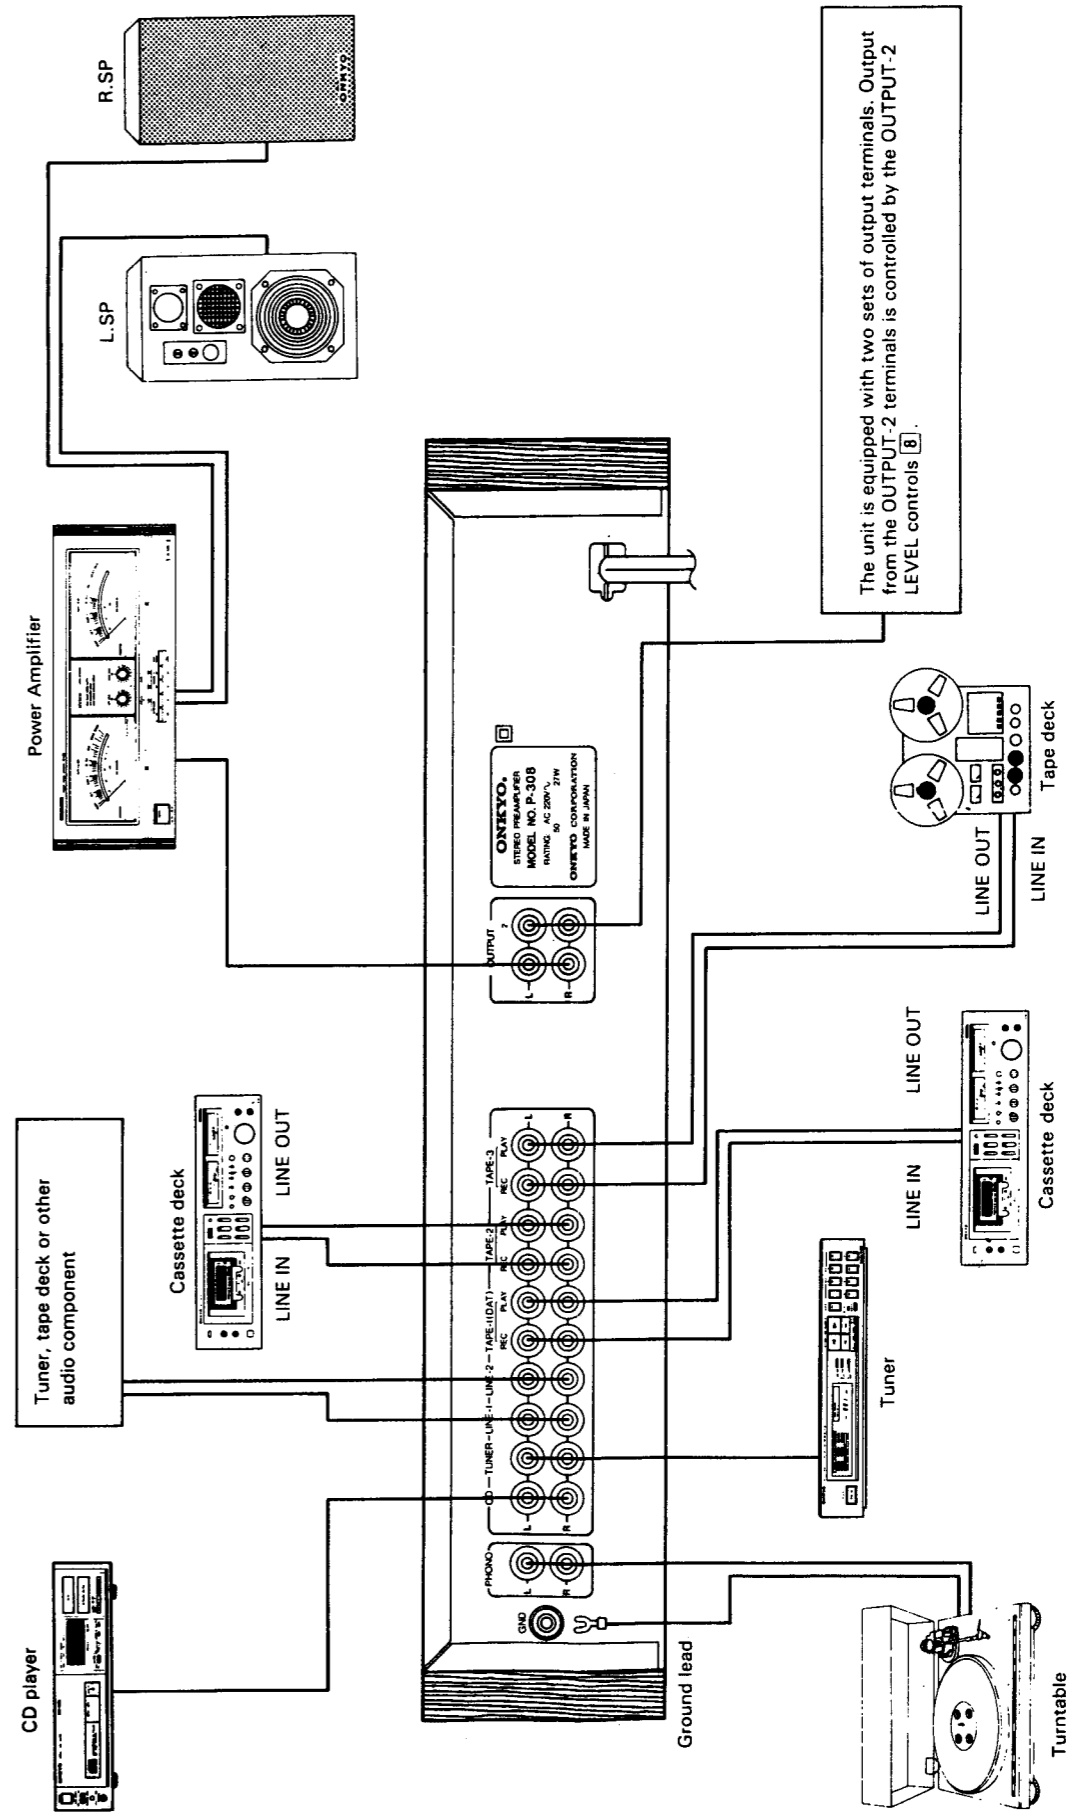 CD player
Tuner, tape deck or other
audio component
Cassette deck
LINE IN
LINE OUT
Power Amplifier
L.SP
R.SP
ONKYO
GND
PHONO
L
R
CD
TUNER
LINE-1
LINE-2
TAPE-1(DAT)
REC
PLAY
TAPE-2
REC
PLAY
TAPE-3
REC
PLAY
L
R
L
R
OUTPUT
2
L
R
ONKYO®
STEREO PREAMPLIFIER
MODEL NO. P-308
RATING: AC 220V~
50
27W
ONKYO CORPORATION
MADE IN JAPAN
Ground lead
Turntable
Tuner
LINE IN
LINE OUT
Cassette deck
LINE OUT
LINE IN
Tape deck
The unit is equipped with two sets of output terminals. Output
from the OUTPUT-2 terminals is controlled by the OUTPUT-2
LEVEL controls 8.